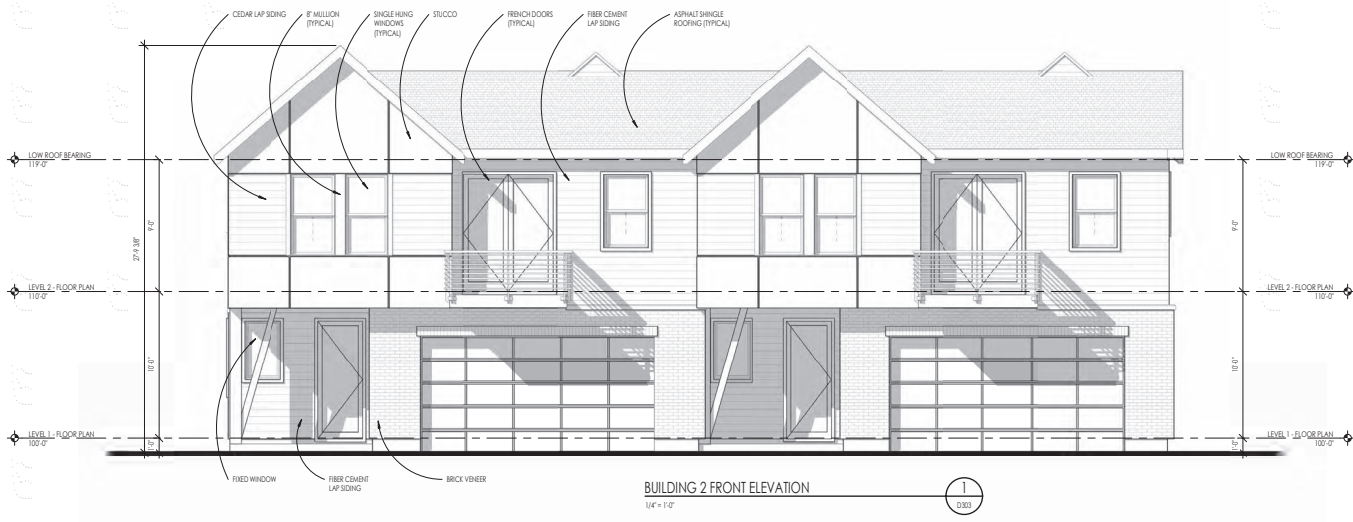 CEDAR LAP SIDING
8" MULLION
(TYPICAL)
SINGLE HUNG
WINDOWS
(TYPICAL)
STUCCO
FRENCH DOORS
(TYPICAL)
FIBER CEMENT
LAP SIDING
ASPHALT SHINGLE
ROOFING (TYPICAL)
LOW ROOF BEARING
119'-0"
LOW ROOF BEARING
119'-0"
9'-0"
27'-9 3/8"
9'-0"
LEVEL 2 - FLOOR PLAN
110'-0"
LEVEL 2 - FLOOR PLAN
110'-0"
10'-0"
10'-0"
LEVEL 1 - FLOOR PLAN
100'-0"
LEVEL 1 - FLOOR PLAN
100'-0"
1'-0"
1'-0"
FIXED WINDOW
FIBER CEMENT
LAP SIDING
BRICK VENEER
BUILDING 2 FRONT ELEVATION
1/4" = 1'-0"
1
D303